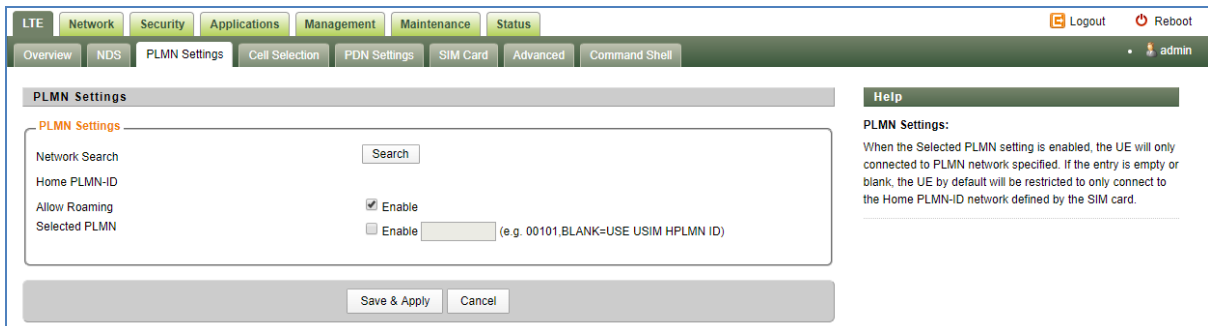 LTE Network Security Applications Management Maintenance Status Logout Reboot
Overview NDS PLMN Settings Cell Selection PDN Settings SIM Card Advanced Command Shell • admin
PLMN Settings
PLMN Settings
Network Search Search
Home PLMN-ID
Allow Roaming Enable
Selected PLMN Enable (e.g. 00101,BLANK=USE USIM HPLMN ID)
Save & Apply Cancel
Help
PLMN Settings:
When the Selected PLMN setting is enabled, the UE will only
connected to PLMN network specified. If the entry is empty or
blank, the UE by default will be restricted to only connect to
the Home PLMN-ID network defined by the SIM card.